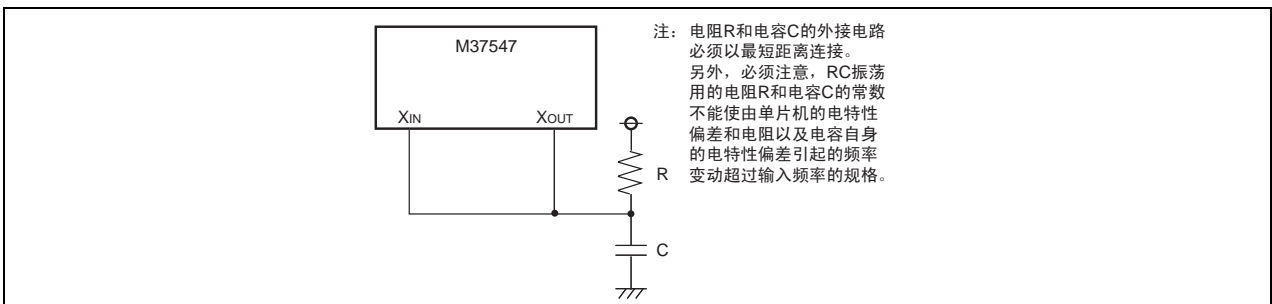 M37547
XIN
XOUT
R
C
注：电阻R和电容C的外接电路
必须以最短距离连接。
另外，必须注意，RC振荡
用的电阻R和电容C的常数
不能使由单片机的电特性
偏差和电阻以及电容自身
的电特性偏差引起的频率
变动超过输入频率的规格。